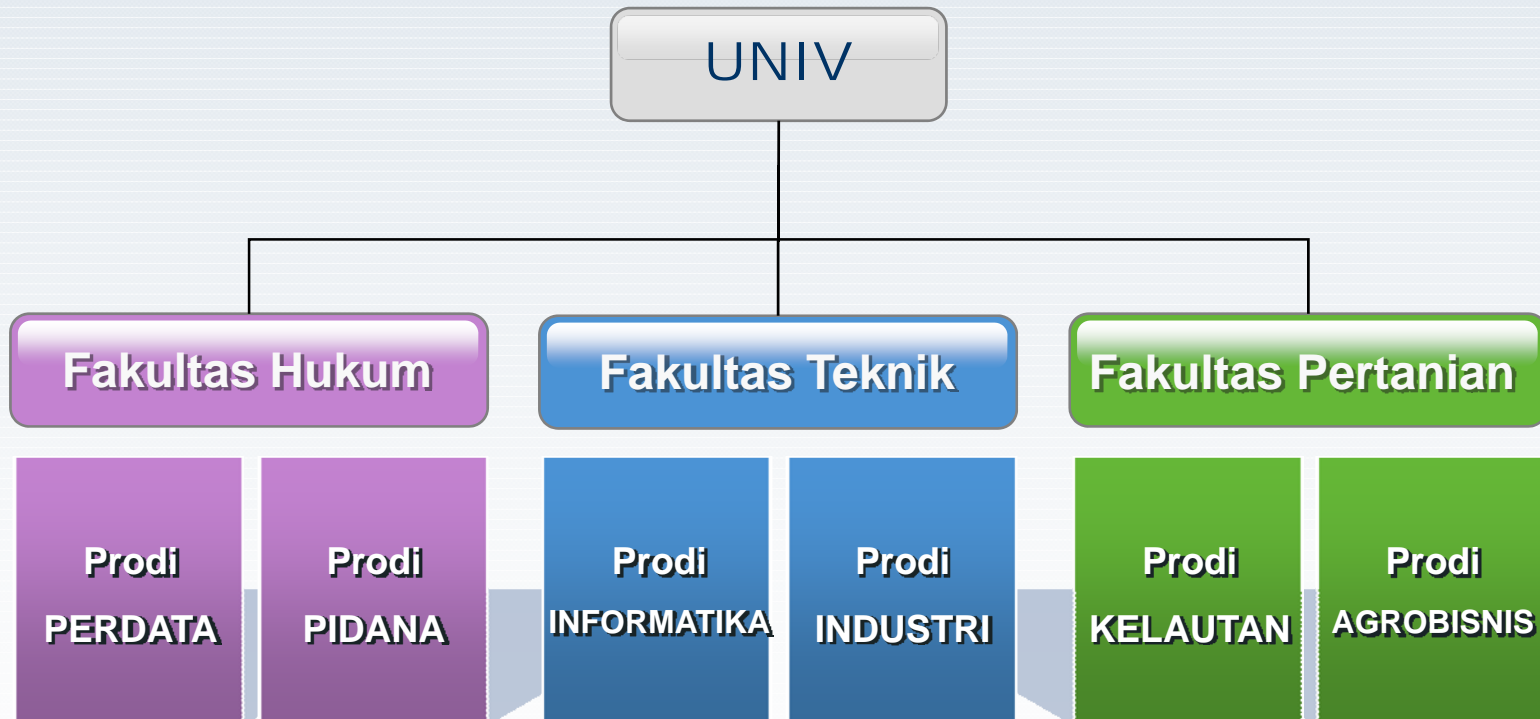 UNIV
Fakultas Hukum
Fakultas Teknik
Fakultas Pertanian
Prodi
PERDATA
Prodi
PIDANA
Prodi
INFORMATIKA
Prodi
INDUSTRI
Prodi
KELAUTAN
Prodi
AGROBISNIS